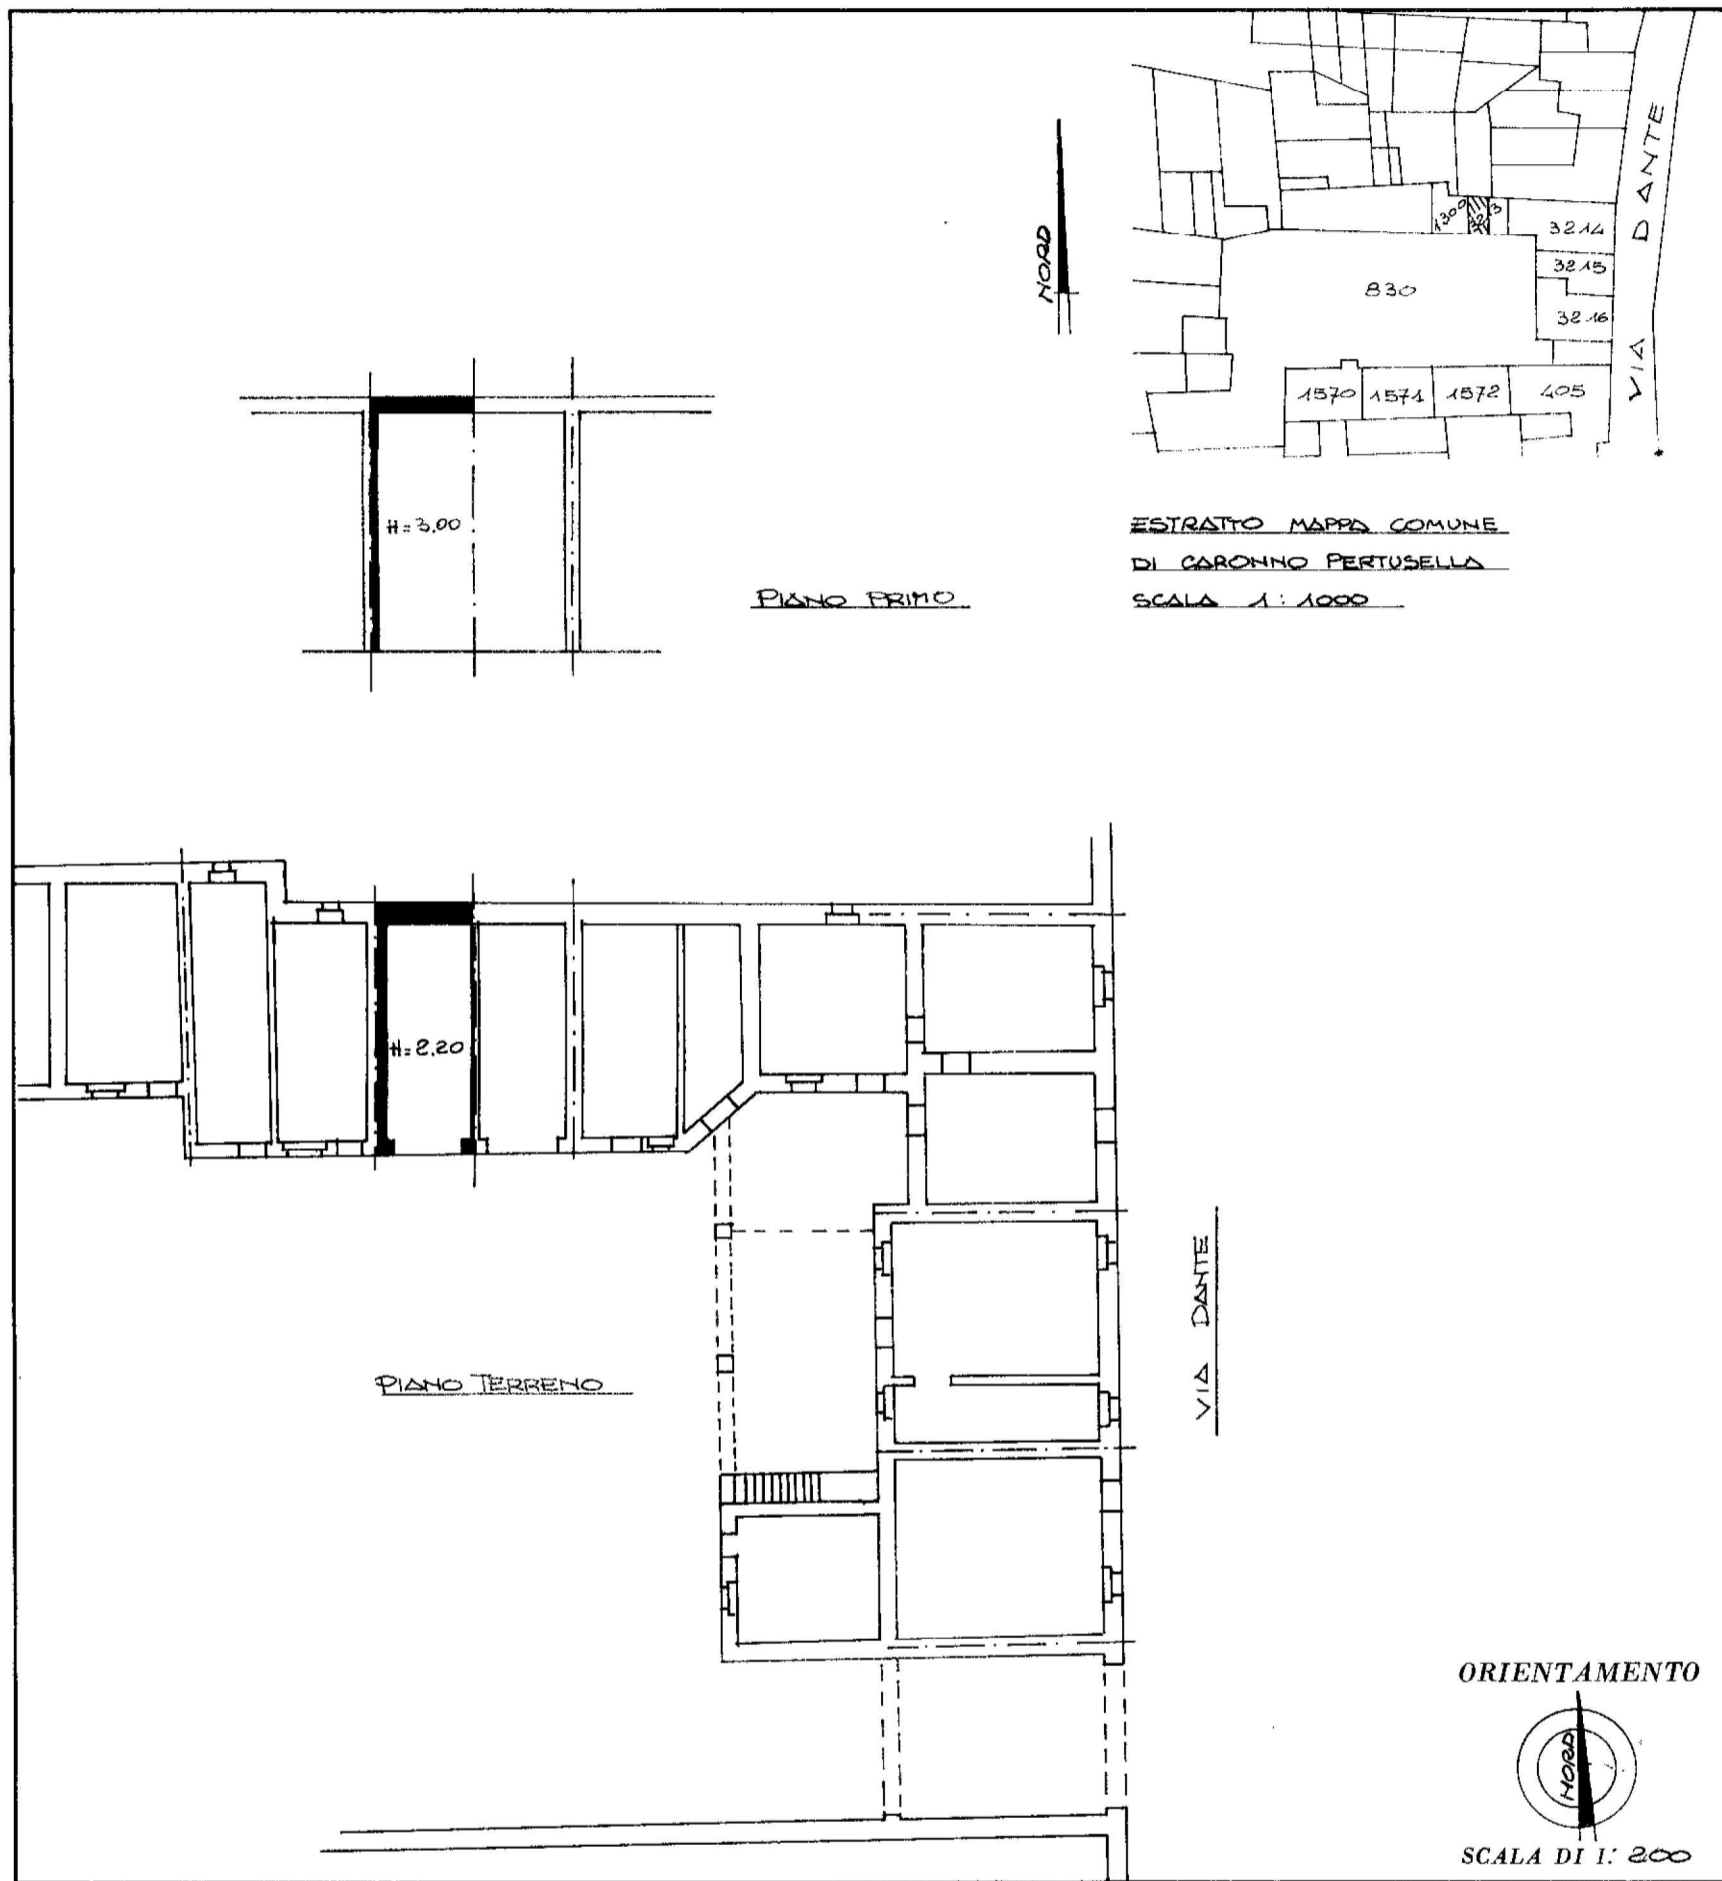 VIA DANTE
NORD
1300
3213
3214
3215
3216
830
1570
1571
1572
405
H=3,00
PIANO PRIMO
ESTRATTO MAPPA COMUNE
DI CARONNO PERTUSELLA
SCALA 1:1000
H=2,20
PIANO TERRENO
VIA DANTE
ORIENTAMENTO
NORD
SCALA DI 1: 200